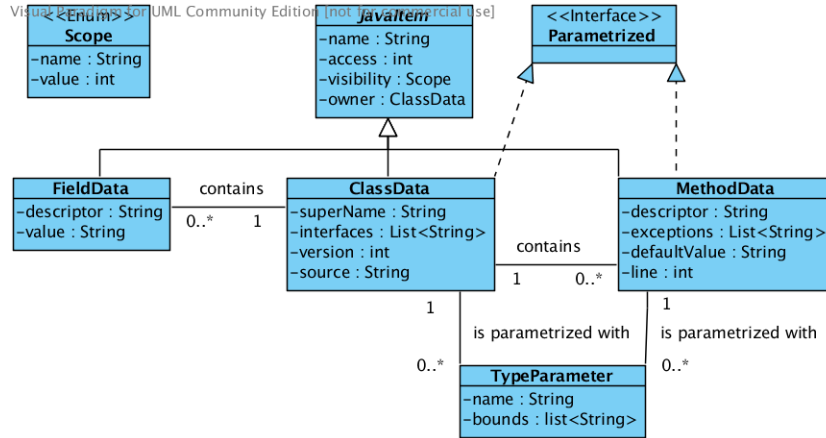 Visual Paradigm for UML Community Edition [not for commercial use]
<<Enum>>
Scope
-name : String
-value : int
JavaItem
-name : String
-access : int
-visibility : Scope
-owner : ClassData
<<Interface>>
Parametrized
FieldData
-descriptor : String
-value : String
contains
0..*
1
ClassData
-superName : String
-interfaces : List<String>
-version : int
-source : String
contains
1
0..*
MethodData
-descriptor : String
-exceptions : List<String>
-defaultValue : String
-line : int
1
is parametrized with
0..*
1
is parametrized with
0..*
TypeParameter
-name : String
-bounds : list<String>